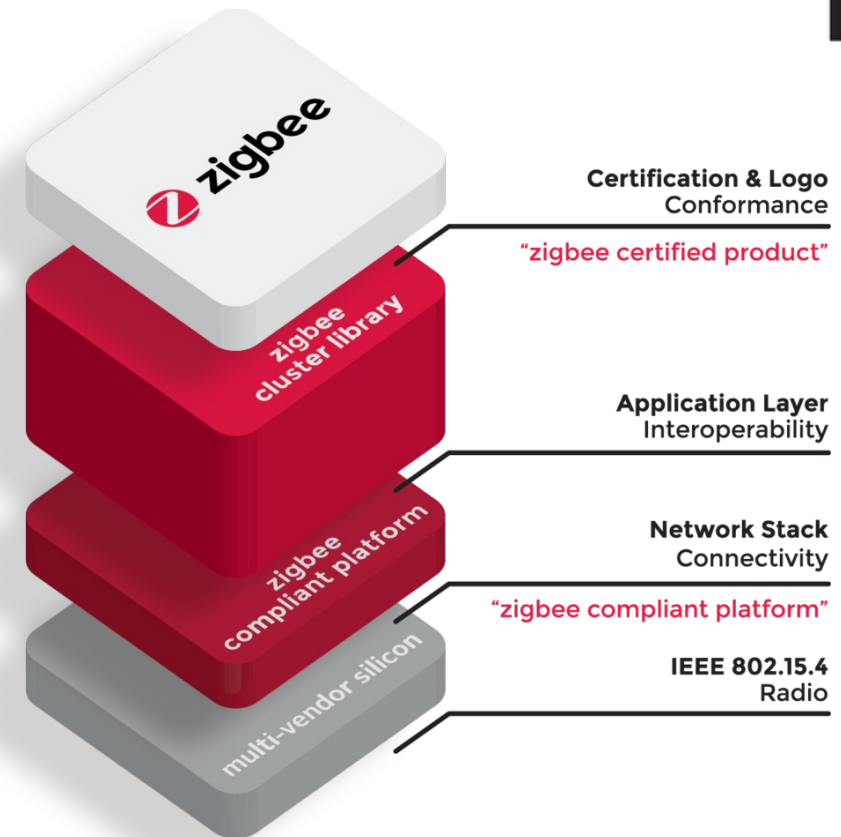 zigbee
Certification & Logo
Conformance
“zigbee certified product”
zigbee
cluster library
Application Layer
Interoperability
zigbee
compliant platform
Network Stack
Connectivity
“zigbee compliant platform”
multi-vendor silicon
IEEE 802.15.4
Radio